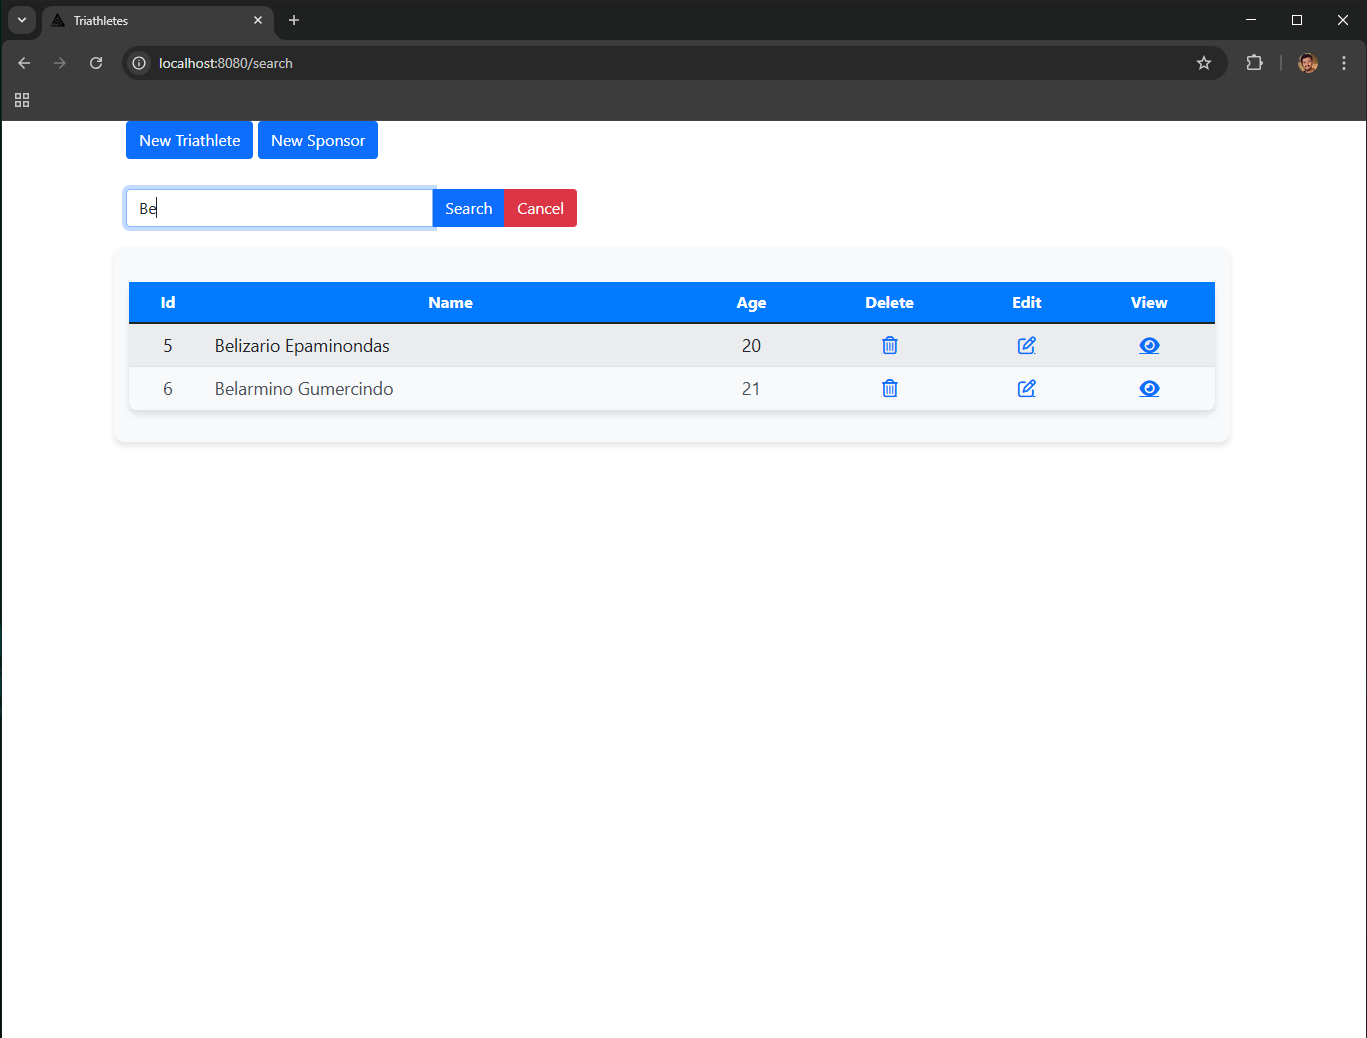 Triathletes
localhost:8080/search
New Triathlete New Sponsor
Be Search Cancel
Id Name Age Delete Edit View
5 Belizario Epaminondas 20
6 Belarmino Gumercindo 21